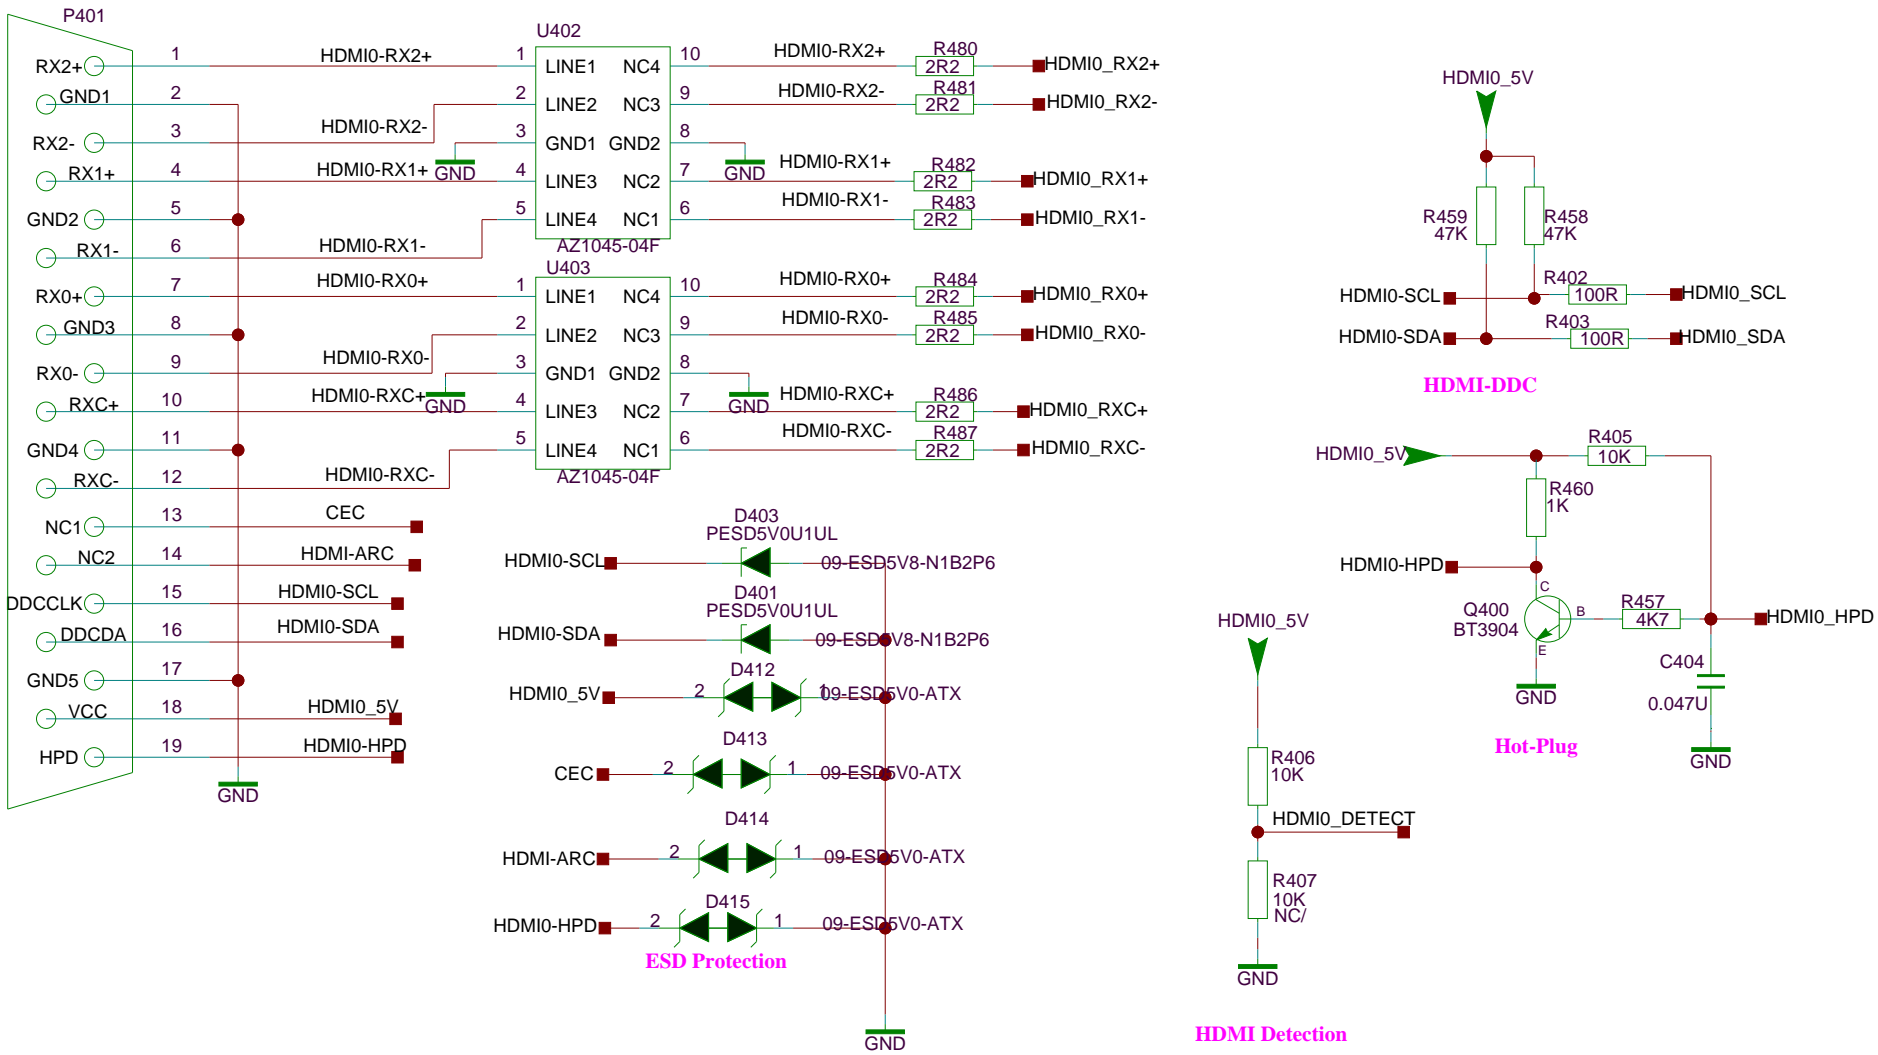 P401
RX2+ 1 HDMI0-RX2+
GND1 2
RX2- 3 HDMI0-RX2-
RX1+ 4 HDMI0-RX1+ GND
GND2 5
RX1- 6 HDMI0-RX1-
RX0+ 7 HDMI0-RX0+
GND3 8
RX0- 9 HDMI0-RX0-
RXC+ 10 HDMI0-RXC+ GND
GND4 11
RXC- 12 HDMI0-RXC-
NC1 13 CEC
NC2 14 HDMI-ARC
DDCCLK 15 HDMI0-SCL
DDCDA 16 HDMI0-SDA
GND5 17
VCC 18 HDMI0_5V
HPD 19 HDMI0-HPD
GND
U402
1 LINE1 NC4 10 HDMI0-RX2+ R480 2R2 HDMI0_RX2+
2 LINE2 NC3 9 HDMI0-RX2- R481 2R2 HDMI0_RX2-
3 GND1 GND2 8 GND
4 LINE3 NC2 7 HDMI0-RX1+ R482 2R2 HDMI0_RX1+
5 LINE4 NC1 6 HDMI0-RX1- R483 2R2 HDMI0_RX1-
AZ1045-04F
U403
1 LINE1 NC4 10 HDMI0-RX0+ R484 2R2 HDMI0_RX0+
2 LINE2 NC3 9 HDMI0-RX0- R485 2R2 HDMI0_RX0-
3 GND1 GND2 8 GND
4 LINE3 NC2 7 HDMI0-RXC+ R486 2R2 HDMI0_RXC+
5 LINE4 NC1 6 HDMI0-RXC- R487 2R2 HDMI0_RXC-
AZ1045-04F
D403
PESD5V0U1UL
HDMI0-SCL 09-ESD5V8-N1B2P6
D401
PESD5V0U1UL
HDMI0-SDA 09-ESD5V8-N1B2P6
D412
HDMI0_5V 2 1 09-ESD5V0-ATX
D413
CEC 2 1 09-ESD5V0-ATX
D414
HDMI-ARC 2 1 09-ESD5V0-ATX
D415
HDMI0-HPD 2 1 09-ESD5V0-ATX
ESD Protection
GND
HDMI0_5V
R459 47K
R458 47K
R402
HDMI0-SCL 100R HDMI0_SCL
R403
HDMI0-SDA 100R HDMI0_SDA
HDMI-DDC
HDMI0_5V R405 10K
R460 1K
HDMI0-HPD
C
Q400 BT3904 B R457 4K7 HDMI0_HPD
E
C404
0.047U
GND
GND
Hot-Plug
HDMI0_5V
R406
10K
HDMI0_DETECT
R407
10K
NC/
GND
HDMI Detection